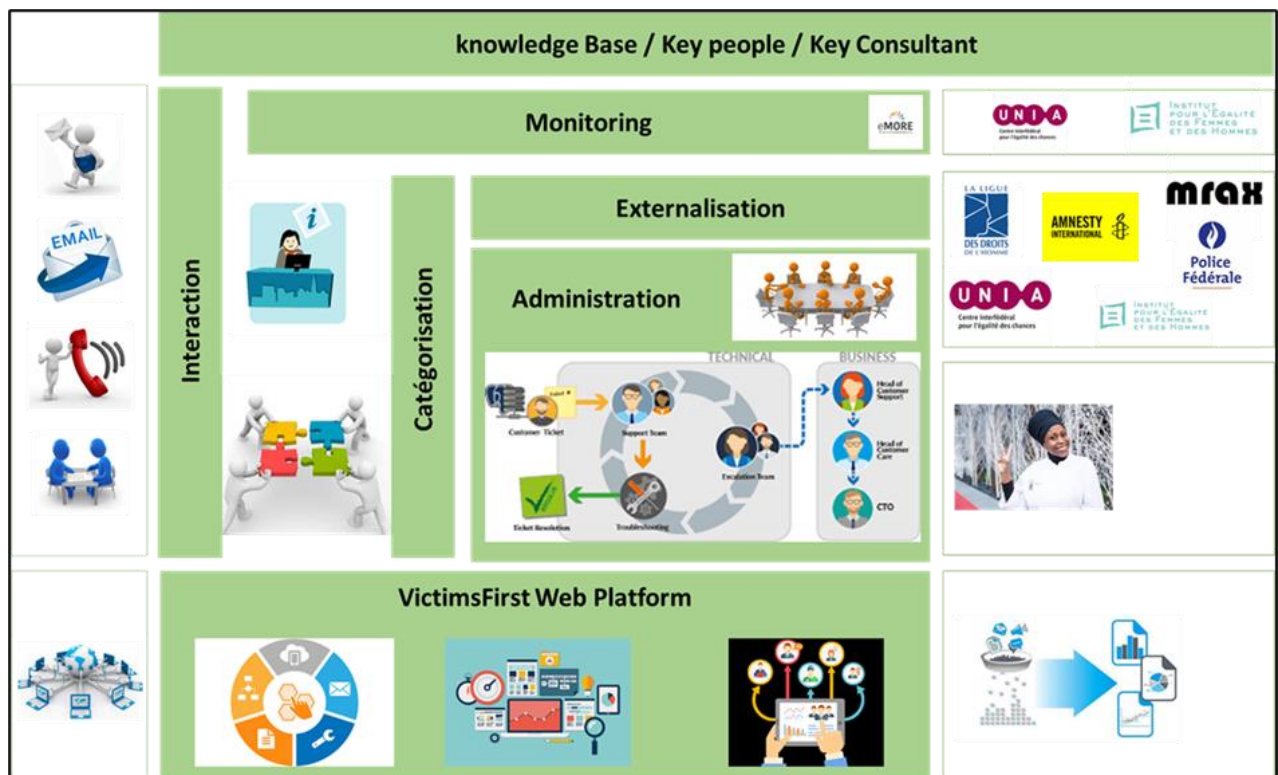 knowledge Base / Key people / Key Consultant
Monitoring
eMORE
UNIA
Centre interfédéral
pour l'égalité des chances
INSTITUT
POUR L'ÉGALITÉ
DES FEMMES
ET DES HOMMES
Interaction
EMAIL
i
Catégorisation
Externalisation
LA LIGUE
DES DROITS
DE L'HOMME
AMNESTY
INTERNATIONAL
mrax
Police
Fédérale
UNIA
Centre interfédéral
pour l'égalité des chances
INSTITUT
POUR L'ÉGALITÉ
DES FEMMES
ET DES HOMMES
Administration
TECHNICAL
BUSINESS
Customer Ticket
Support Team
Escalation Team
Head of
Customer
Support
Head of
Customer
Care
CTO
Ticket Resolution
Troubleshooting
VictimsFirst Web Platform